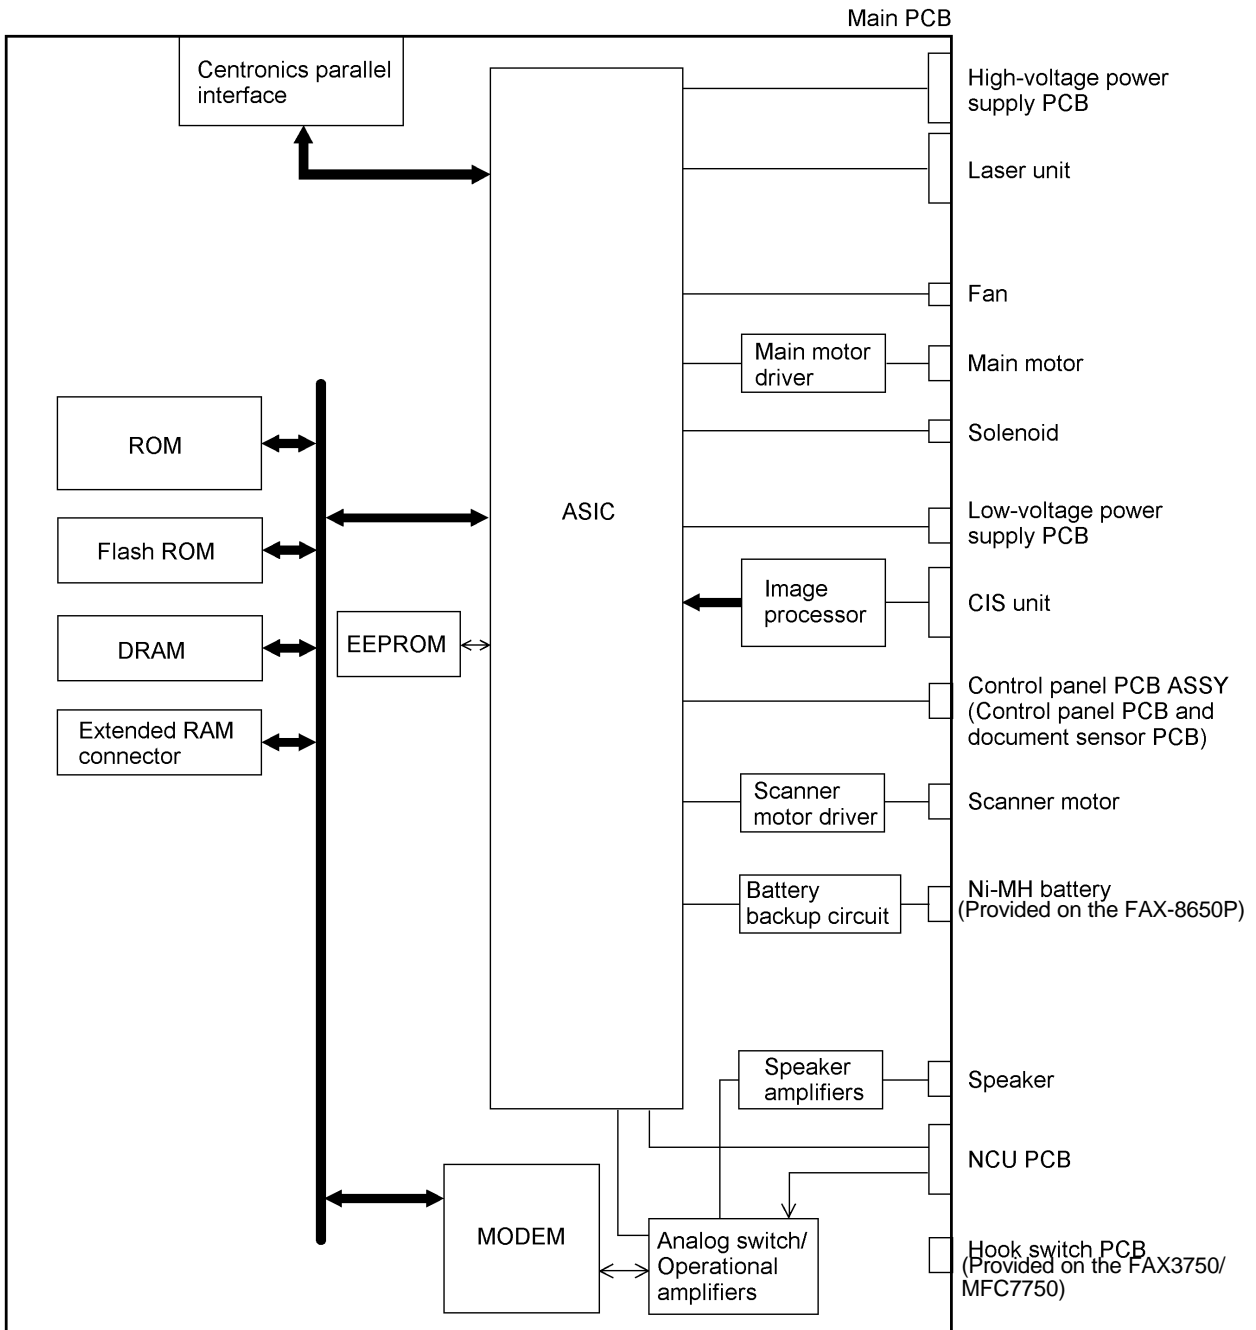 Main PCB
Centronics parallel
interface
High-voltage power
supply PCB
Laser unit
Fan
Main motor
driver
Main motor
Solenoid
ROM
ASIC
Low-voltage power
supply PCB
Flash ROM
Image
processor
CIS unit
EEPROM
DRAM
Control panel PCB ASSY
(Control panel PCB and
document sensor PCB)
Extended RAM
connector
Scanner
motor driver
Scanner motor
Battery
backup circuit
Ni-MH battery
(Provided on the FAX-8650P)
Speaker
amplifiers
Speaker
NCU PCB
MODEM
Analog switch/
Operational
amplifiers
Hook switch PCB
(Provided on the FAX3750/
MFC7750)